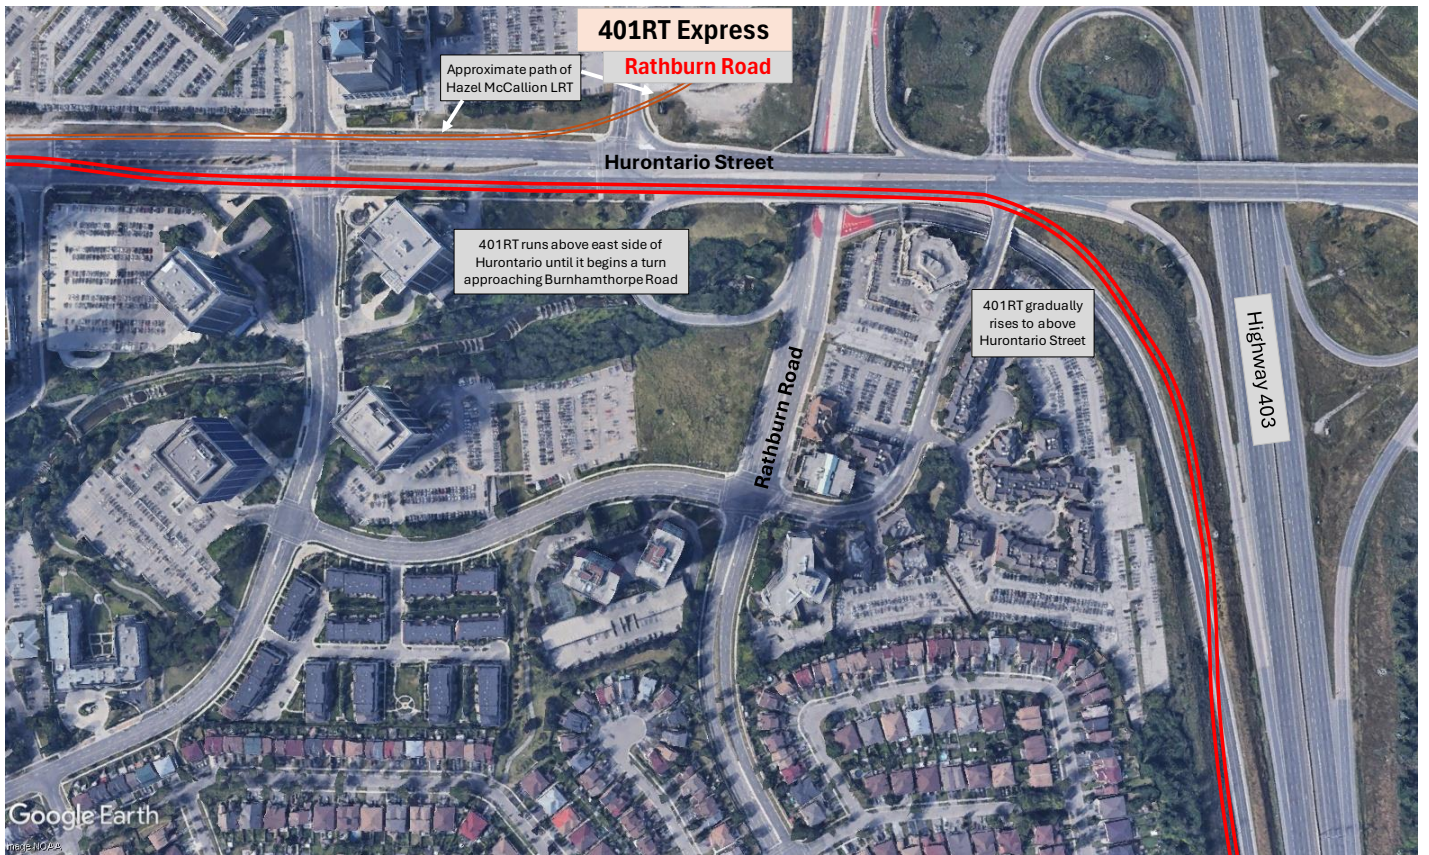 401RT Express
Rathburn Road
Approximate path of
Hazel McCallion LRT
Hurontario Street
401RT runs above east side of
Hurontario until it begins a turn
approaching Burnhamthorpe Road
401RT gradually
rises to above
Hurontario Street
Highway 403
Rathburn Road
Google Earth
Image NOAA